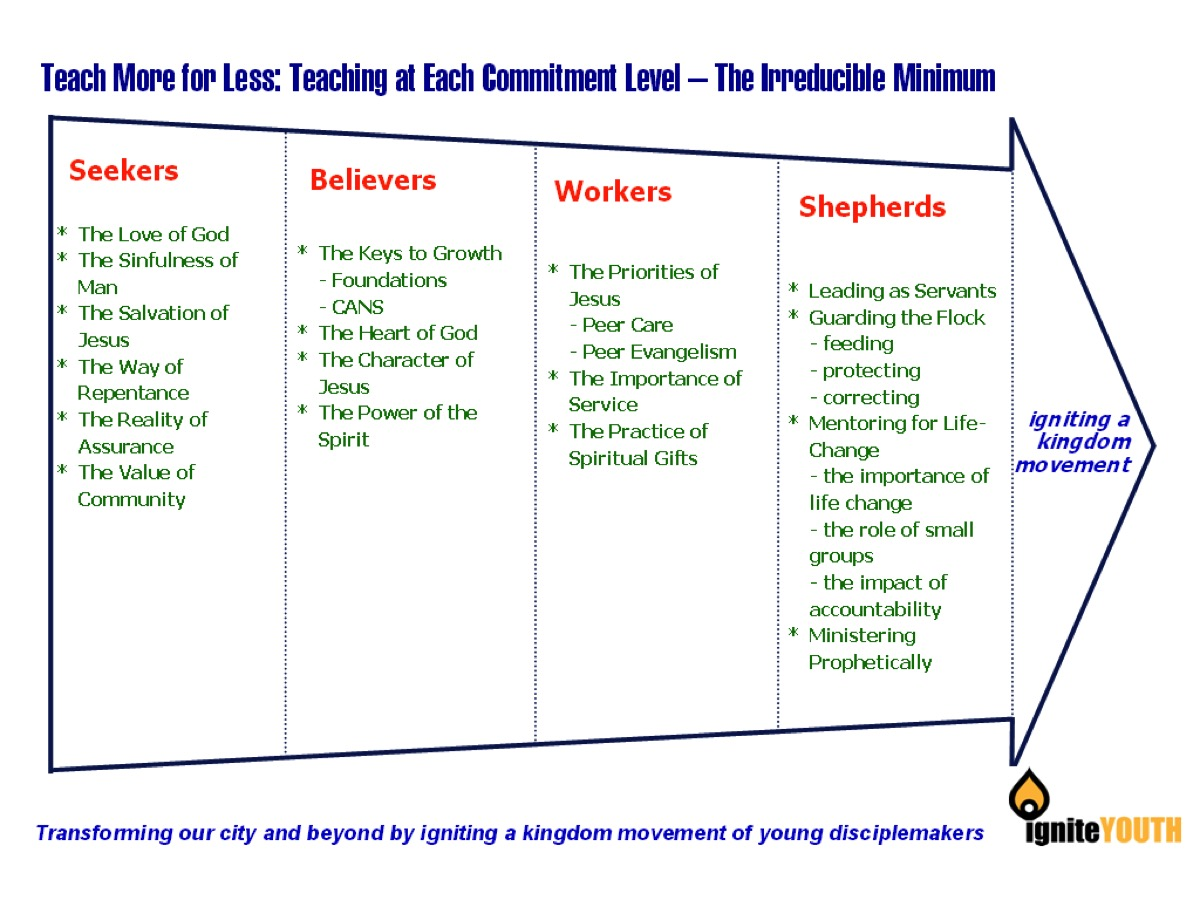 Teach More for Less: Teaching at Each Commitment Level – The Irreducible Minimum
Seekers
* The Love of God
* The Sinfulness of
Man
* The Salvation of
Jesus
* The Way of
Repentance
* The Reality of
Assurance
* The Value of
Community
Believers
* The Keys to Growth
- Foundations
- CANS
* The Heart of God
* The Character of
Jesus
* The Power of the
Spirit
Workers
* The Priorities of
Jesus
- Peer Care
- Peer Evangelism
* The Importance of
Service
* The Practice of
Spiritual Gifts
Shepherds
* Leading as Servants
* Guarding the Flock
- feeding
- protecting
- correcting
* Mentoring for Life-
Change
- the importance of
life change
- the role of small
groups
- the impact of
accountability
* Ministering
Prophetically
igniting a
kingdom
movement
Transforming our city and beyond by igniting a kingdom movement of young disciplemakers
igniteYOUTH